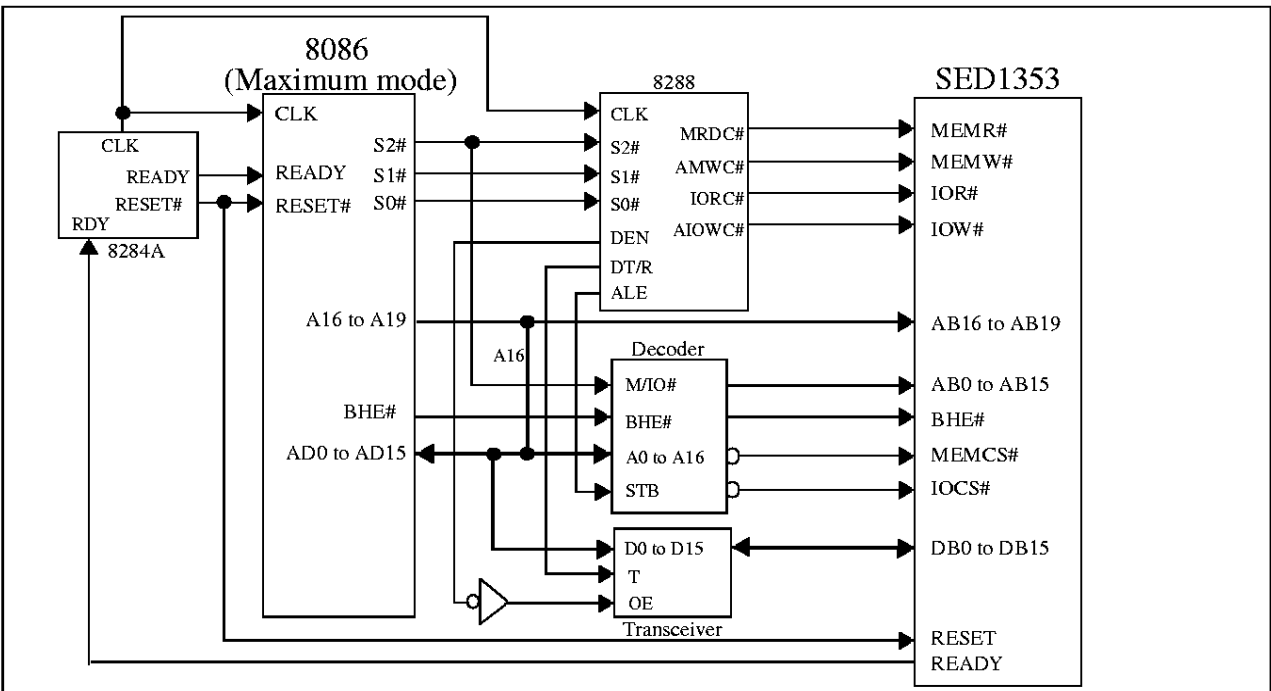 8086
(Maximum mode)
CLK
READY
RESET#
S2#
S1#
S0#
A16 to A19
BHE#
AD0 to AD15
CLK
READY
RESET#
RDY
8284A
8288
CLK
S2#
S1#
S0#
DEN
DT/R
ALE
MRDC#
AMWC#
IORC#
AIOWC#
A16
Decoder
M/IO#
BHE#
A0 to A16
STB
D0 to D15
T
OE
Transceiver
SED1353
MEMR#
MEMW#
IOR#
IOW#
AB16 to AB19
AB0 to AB15
BHE#
MEMCS#
IOCS#
DB0 to DB15
RESET
READY